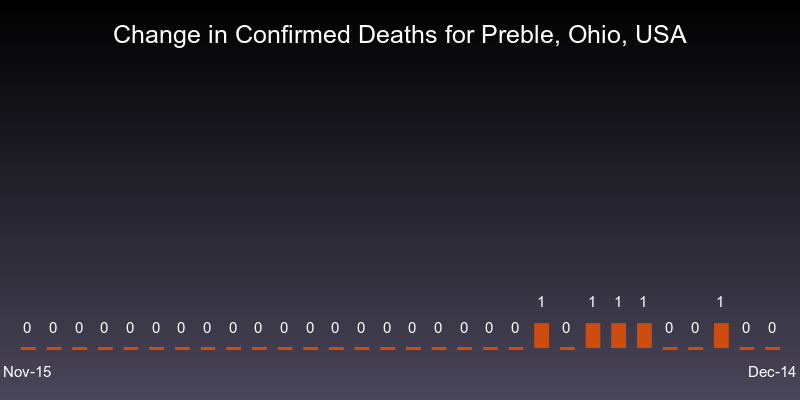 Change in Confirmed Deaths for Preble, Ohio, USA
1 1 1 1 1
0 0 0 0 0 0 0 0 0 0 0 0 0 0 0 0 0 0 0 0 0 0 0 0 0
Nov-15 Dec-14